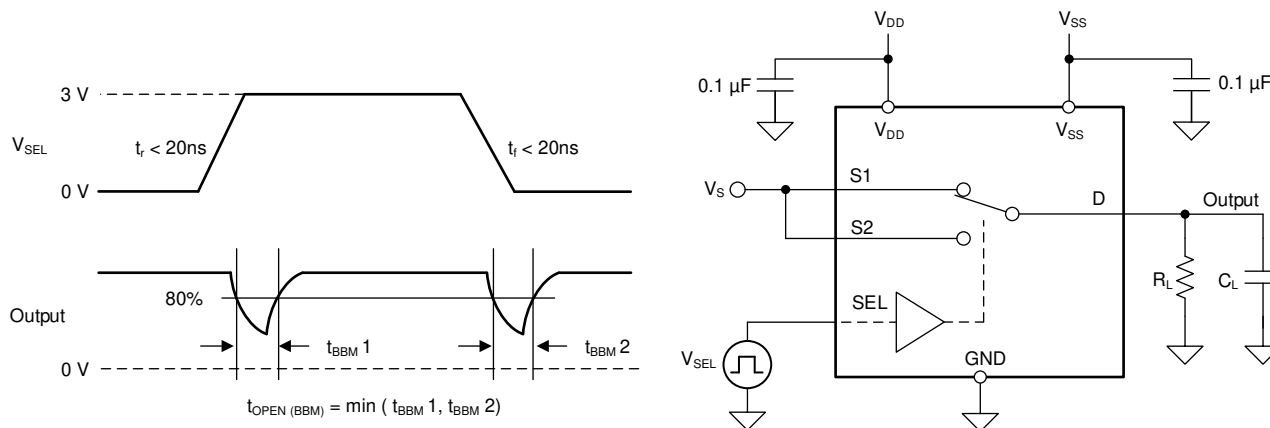 3 V
V_SEL
t_r < 20ns
t_f < 20ns
0 V
80%
Output
t_BBM 1
t_BBM 2
0 V
t_OPEN (BBM) = min ( t_BBM 1, t_BBM 2)
V_DD
V_SS
0.1 µF
0.1 µF
V_DD
V_SS
V_S
S1
D
Output
S2
R_L
C_L
SEL
V_SEL
GND